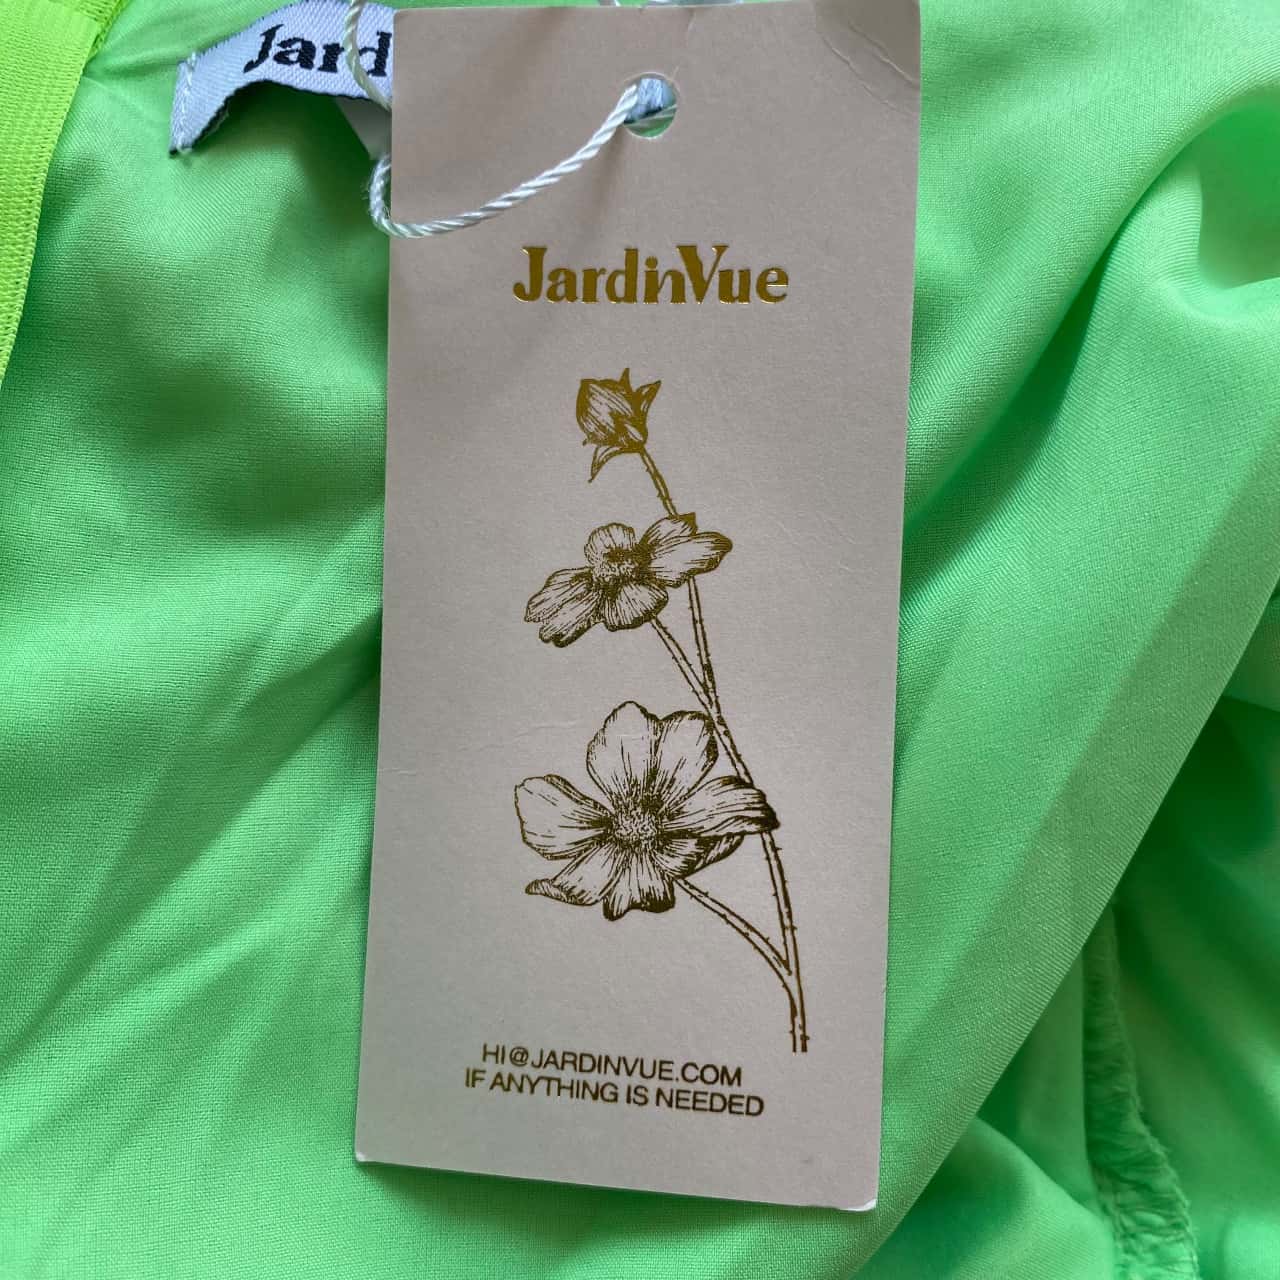 Jard
JardinVue
HI@JARDINVUE.COM
IF ANYTHING IS NEEDED